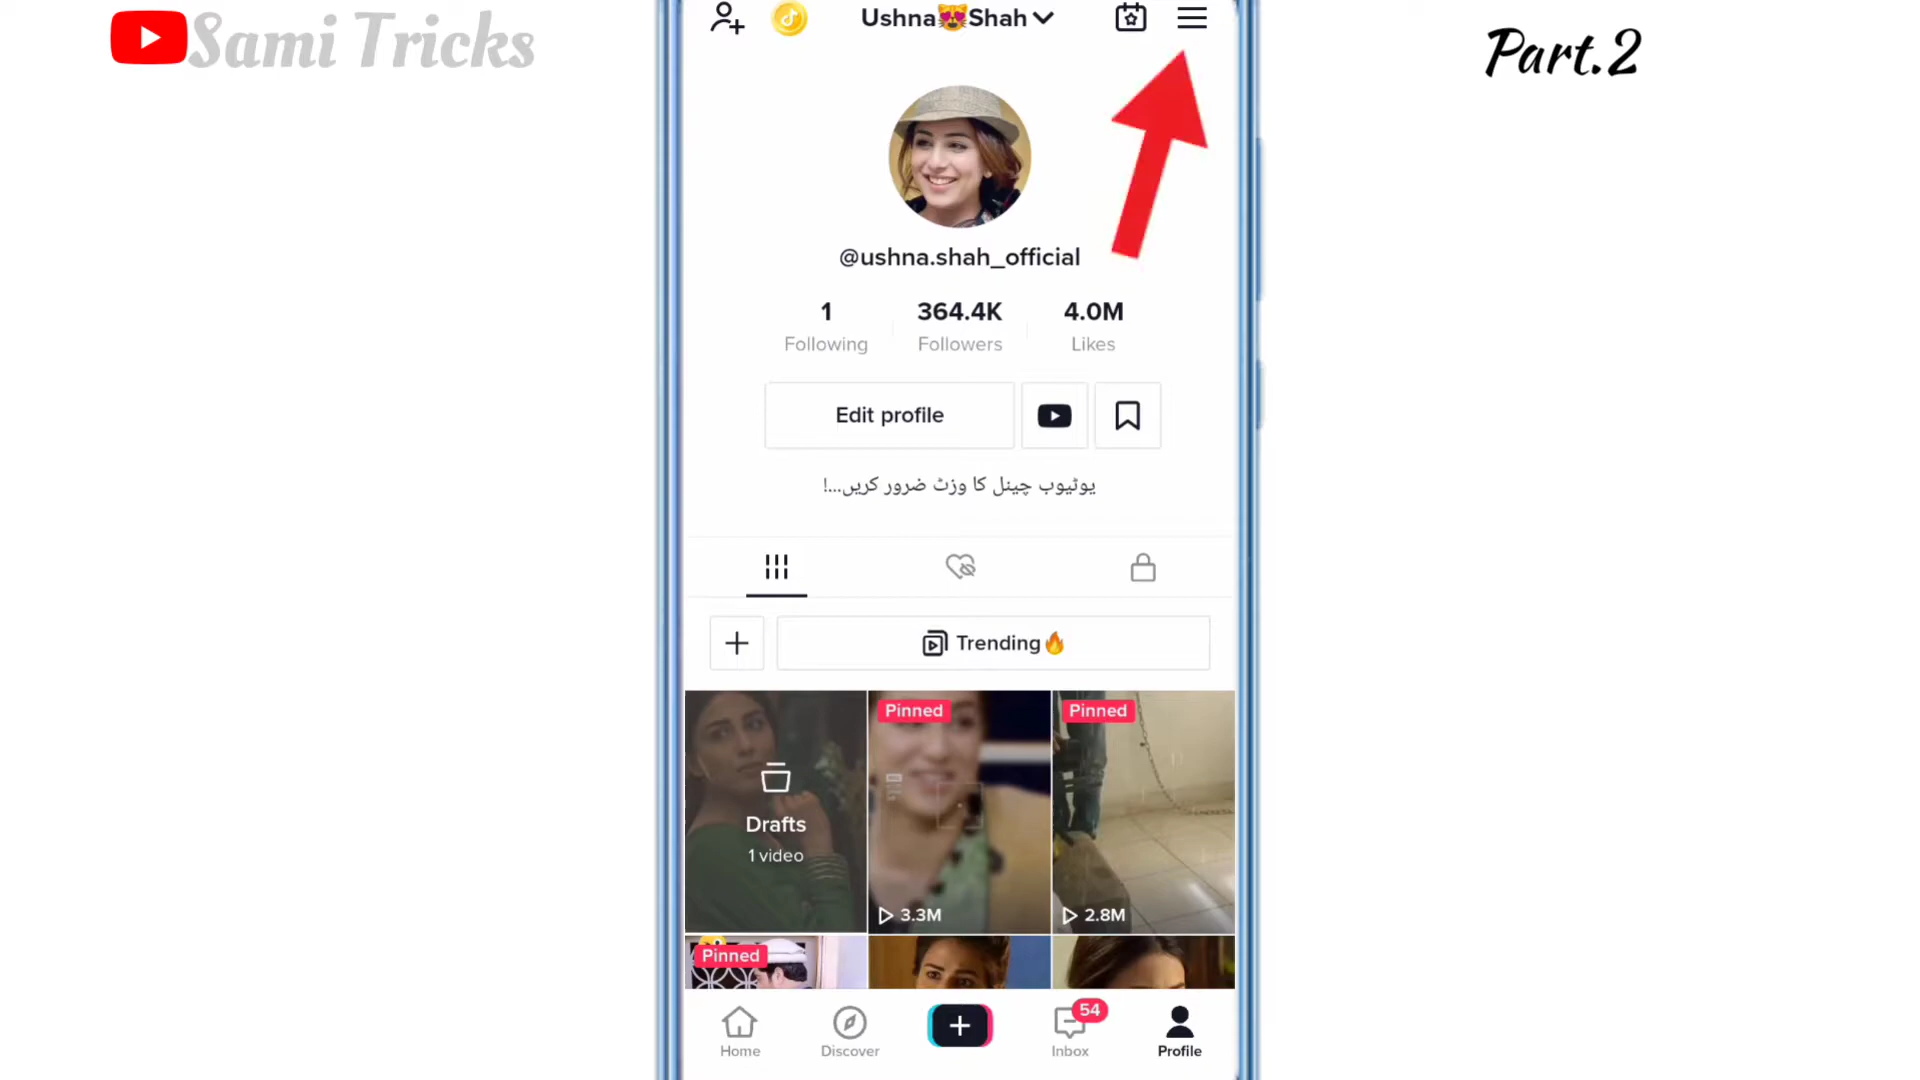 Sami Tricks
Part.2
Ushna😻Shah
@ushna.shah_official
1
Following
364.4K
Followers
4.0M
Likes
Edit profile
یوٹیوب چینل کا وزٹ ضرور کریں...!
Trending🔥
Drafts
1 video
Pinned
3.3M
Pinned
2.8M
Pinned
Home
Discover
54
Inbox
Profile